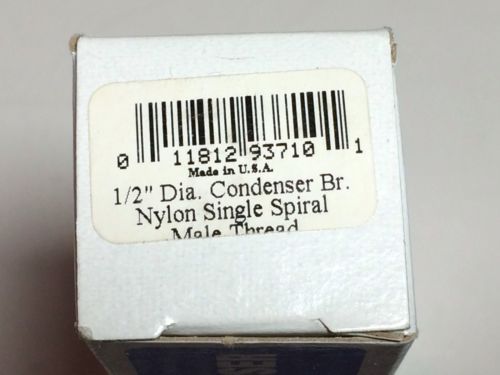 0 11812 93710 1
Made in U.S.A.
1/2" Dia. Condenser Br.
Nylon Single Spiral
Male Thread